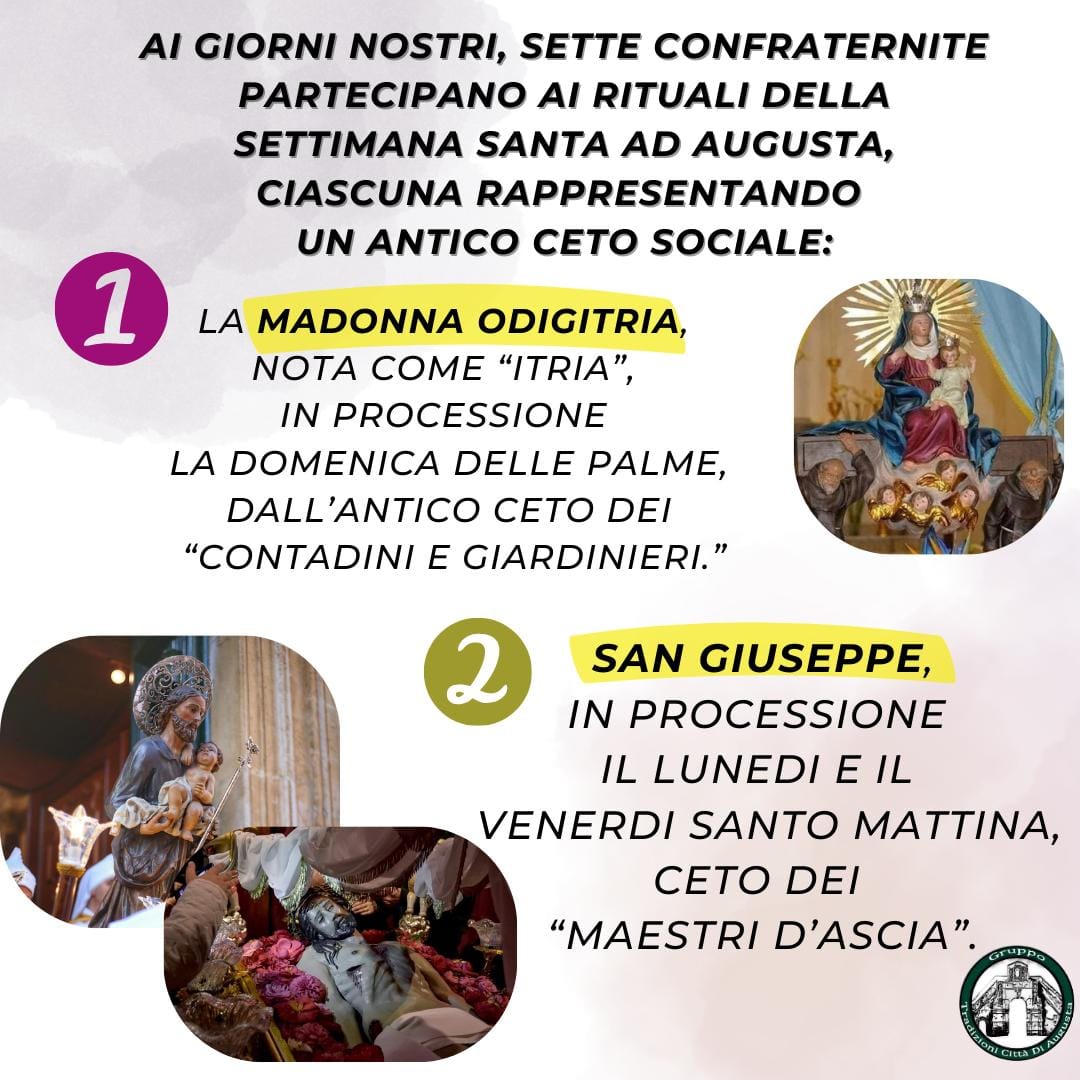 AI GIORNI NOSTRI, SETTE CONFRATERNITE
PARTECIPANO AI RITUALI DELLA
SETTIMANA SANTA AD AUGUSTA,
CIASCUNA RAPPRESENTANDO
UN ANTICO CETO SOCIALE:
1
LA MADONNA ODIGITRIA,
NOTA COME “ITRIA”,
IN PROCESSIONE
LA DOMENICA DELLE PALME,
DALL’ANTICO CETO DEI
“CONTADINI E GIARDINIERI.”
2
SAN GIUSEPPE,
IN PROCESSIONE
IL LUNEDI E IL
VENERDI SANTO MATTINA,
CETO DEI
“MAESTRI D’ASCIA”.
Gruppo
Tradizioni Città Di Augusta